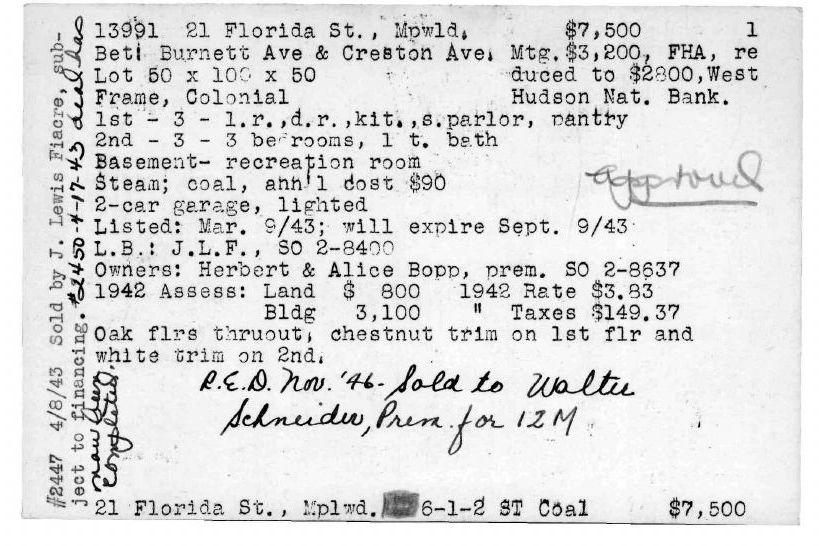 13991 21 Florida St., Mpwld. $7,500 1
Bet: Burnett Ave & Creston Ave. Mtg.$3,200, FHA, re
Lot 50 x 100 x 50 duced to $2800,West
Frame, Colonial Hudson Nat. Bank.
1st - 3 - l.r.,d.r.,kit.,s.parlor, pantry
2nd - 3 - 3 bedrooms, 1 t. bath
Basement- recreation room
Steam; coal, ann'l cost $90
approved
2-car garage, lighted
Listed: Mar. 9/43; will expire Sept. 9/43
L.B.: J.L.F., SO 2-8400
Owners: Herbert & Alice Bopp, prem. SO 2-8637
1942 Assess: Land $ 800 1942 Rate $3.83
Bldg 3,100 " Taxes $149.37
Oak flrs thruout, chestnut trim on 1st flr and
white trim on 2nd.
R.E.D. Nov. '46 - Sold to Walter
Schneider, Prem. for 12M
21 Florida St., Mplwd. 6-1-2 ST Coal $7,500
#2447 4/8/43 Sold by J. Lewis Fiacre, sub-
ject to financing. #2450-4-17-43 deal has
now been
completed.